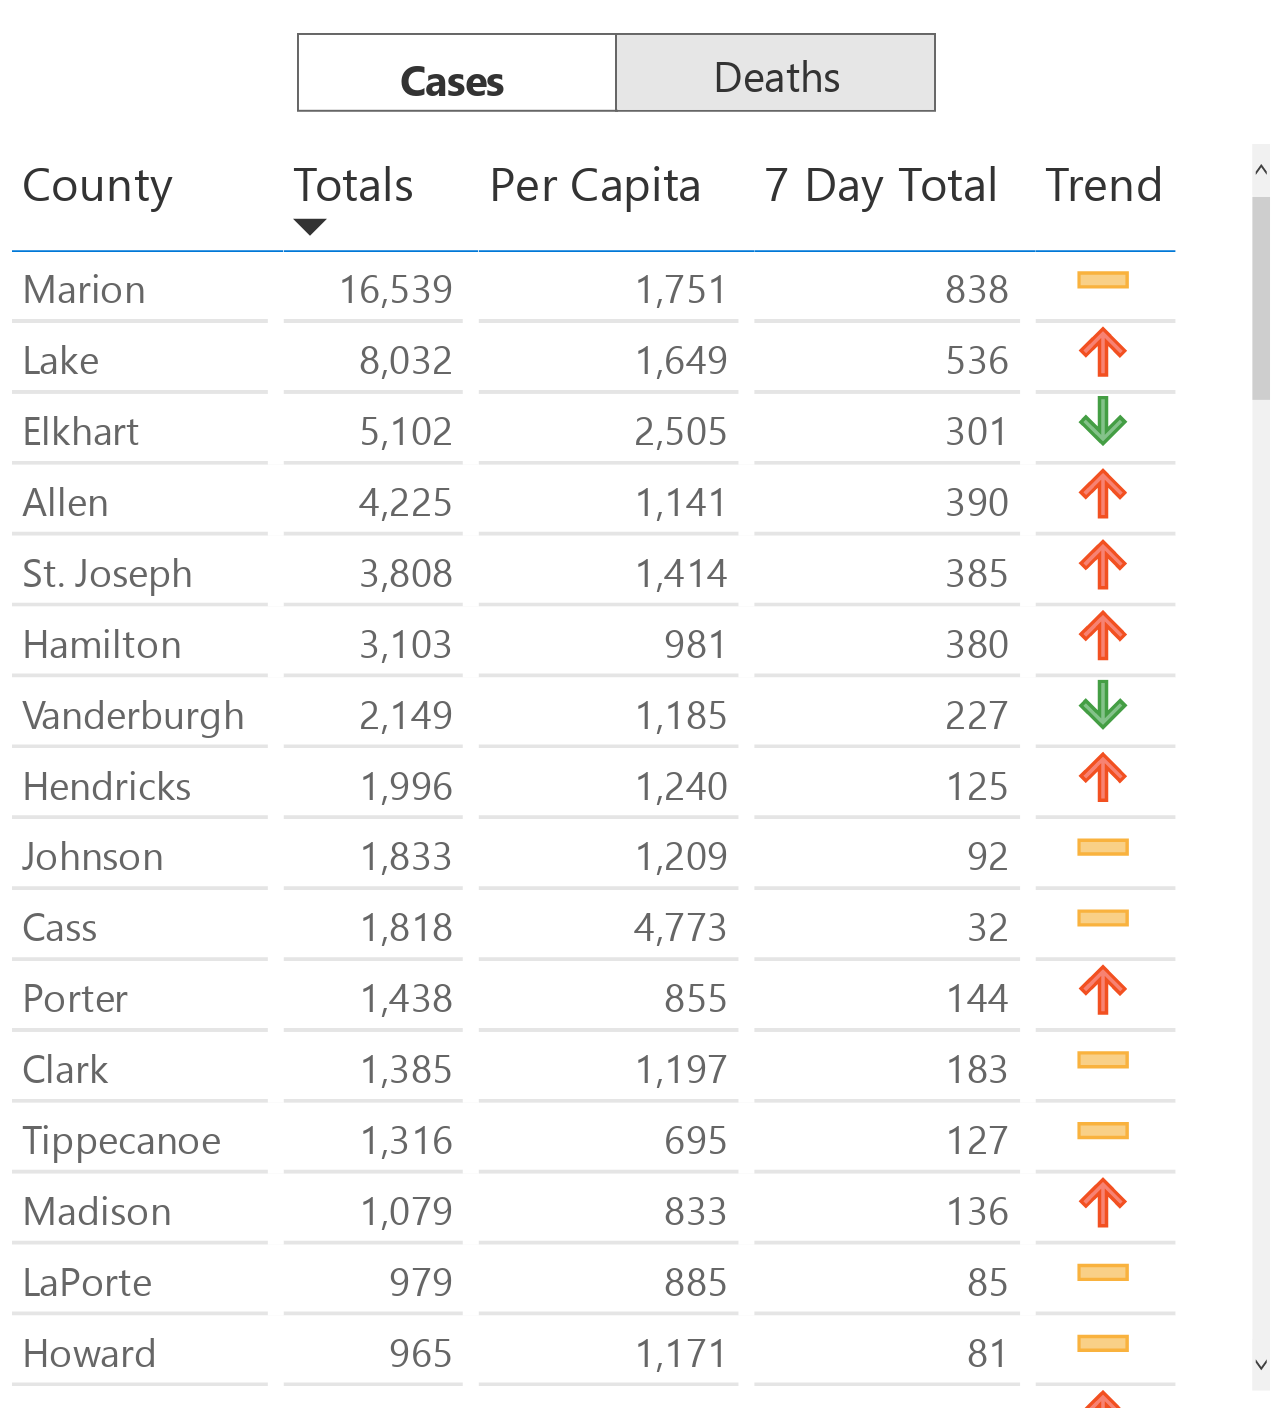 Cases Deaths
County Totals Per Capita 7 Day Total Trend
Marion 16,539 1,751 838
Lake 8,032 1,649 536
Elkhart 5,102 2,505 301
Allen 4,225 1,141 390
St. Joseph 3,808 1,414 385
Hamilton 3,103 981 380
Vanderburgh 2,149 1,185 227
Hendricks 1,996 1,240 125
Johnson 1,833 1,209 92
Cass 1,818 4,773 32
Porter 1,438 855 144
Clark 1,385 1,197 183
Tippecanoe 1,316 695 127
Madison 1,079 833 136
LaPorte 979 885 85
Howard 965 1,171 81